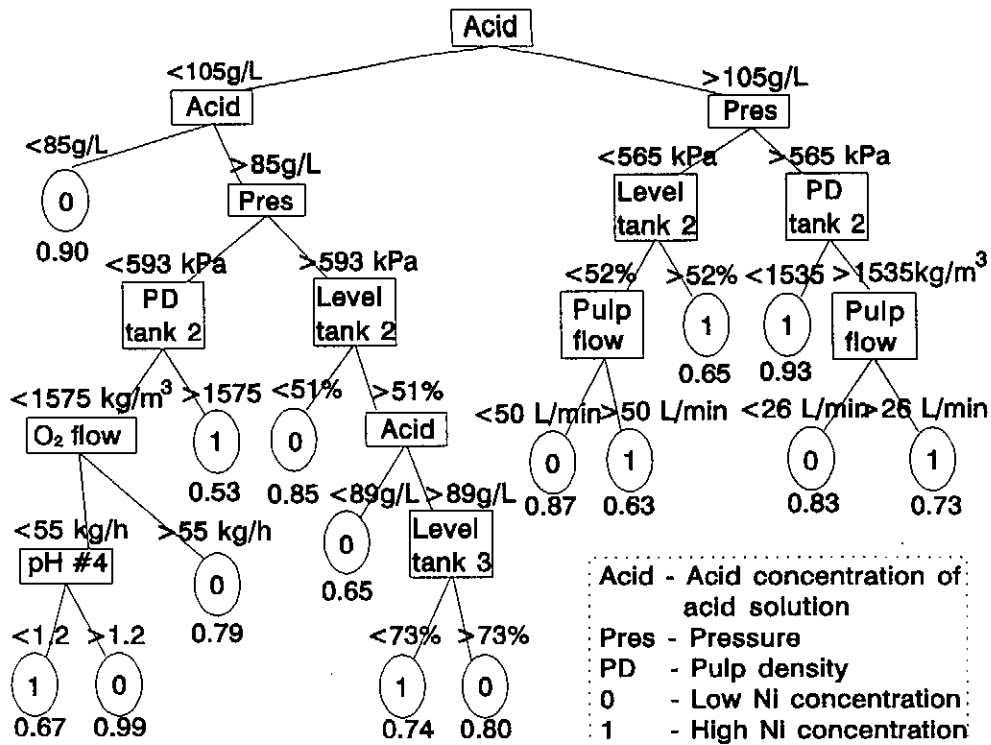 Acid
<105g/L >105g/L
Acid Pres
<85g/L >85g/L <565 kPa >565 kPa
0 Pres Level tank 2 PD tank 2
0.90
<593 kPa >593 kPa <52% >52% <1535 >1535kg/m³
PD tank 2 Level tank 2 Pulp flow 1 1 Pulp flow
0.65 0.93
<1575 kg/m³ >1575 <51% >51% <50 L/min >50 L/min <26 L/min >26 L/min
O₂ flow 1 0 Acid 0 1 0 1
0.53 0.85 0.87 0.63 0.83 0.73
<89g/L >89g/L
<55 kg/h >55 kg/h 0 Level tank 3
pH #4 0 0.65
0.79
<1.2 >1.2 <73% >73%
1 0 1 0
0.67 0.99 0.74 0.80
Acid - Acid concentration of
acid solution
Pres - Pressure
PD - Pulp density
0 - Low Ni concentration
1 - High Ni concentration